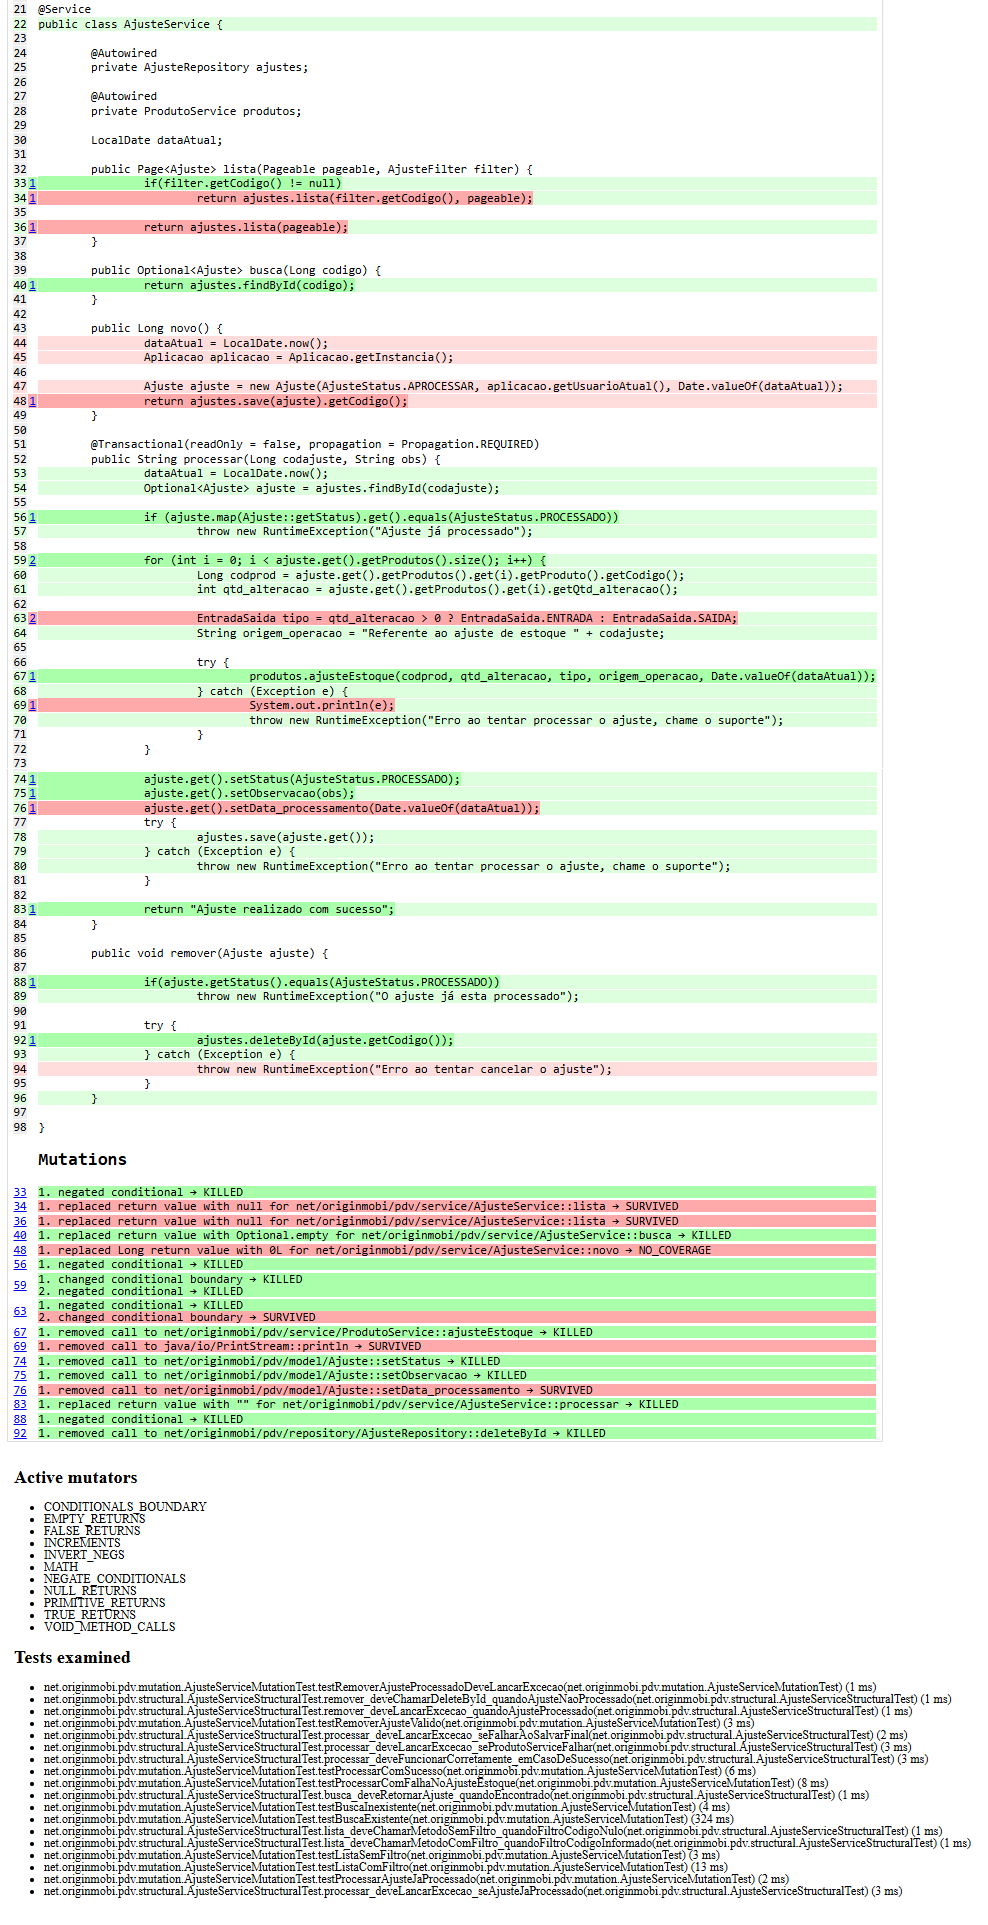 21 @Service
22 public class AjusteService {
23
24 @Autowired
25 private AjusteRepository ajustes;
26
27 @Autowired
28 private ProdutoService produtos;
29
30 LocalDate dataAtual;
31
32 public Page<Ajuste> lista(Pageable pageable, AjusteFilter filter) {
33 1 if(filter.getCodigo() != null)
34 1 return ajustes.lista(filter.getCodigo(), pageable);
35
36 1 return ajustes.lista(pageable);
37 }
38
39 public Optional<Ajuste> busca(Long codigo) {
40 1 return ajustes.findById(codigo);
41 }
42
43 public Long novo() {
44 dataAtual = LocalDate.now();
45 Aplicacao aplicacao = Aplicacao.getInstancia();
46
47 Ajuste ajuste = new Ajuste(AjusteStatus.APROCESSAR, aplicacao.getUsuarioAtual(), Date.valueOf(dataAtual));
48 1 return ajustes.save(ajuste).getCodigo();
49 }
50
51 @Transactional(readOnly = false, propagation = Propagation.REQUIRED)
52 public String processar(Long codajuste, String obs) {
53 dataAtual = LocalDate.now();
54 Optional<Ajuste> ajuste = ajustes.findById(codajuste);
55
56 1 if (ajuste.map(Ajuste::getStatus).get().equals(AjusteStatus.PROCESSADO))
57 throw new RuntimeException("Ajuste já processado");
58
59 2 for (int i = 0; i < ajuste.get().getProdutos().size(); i++) {
60 Long codprod = ajuste.get().getProdutos().get(i).getProduto().getCodigo();
61 int qtd_alteracao = ajuste.get().getProdutos().get(i).getQtd_alteracao();
62
63 2 EntradaSaida tipo = qtd_alteracao > 0 ? EntradaSaida.ENTRADA : EntradaSaida.SAIDA;
64 String origem_operacao = "Referente ao ajuste de estoque " + codajuste;
65
66 try {
67 1 produtos.ajusteEstoque(codprod, qtd_alteracao, tipo, origem_operacao, Date.valueOf(dataAtual));
68 } catch (Exception e) {
69 1 System.out.println(e);
70 throw new RuntimeException("Erro ao tentar processar o ajuste, chame o suporte");
71 }
72 }
73
74 1 ajuste.get().setStatus(AjusteStatus.PROCESSADO);
75 1 ajuste.get().setObservacao(obs);
76 1 ajuste.get().setData_processamento(Date.valueOf(dataAtual));
77 try {
78 ajustes.save(ajuste.get());
79 } catch (Exception e) {
80 throw new RuntimeException("Erro ao tentar processar o ajuste, chame o suporte");
81 }
82
83 1 return "Ajuste realizado com sucesso";
84 }
85
86 public void remover(Ajuste ajuste) {
87
88 1 if(ajuste.getStatus().equals(AjusteStatus.PROCESSADO))
89 throw new RuntimeException("O ajuste já esta processado");
90
91 try {
92 1 ajustes.deleteById(ajuste.getCodigo());
93 } catch (Exception e) {
94 throw new RuntimeException("Erro ao tentar cancelar o ajuste");
95 }
96 }
97
98 }
Mutations
33 1. negated conditional → KILLED
34 1. replaced return value with null for net/originmobi/pdv/service/AjusteService::lista → SURVIVED
36 1. replaced return value with null for net/originmobi/pdv/service/AjusteService::lista → SURVIVED
40 1. replaced return value with Optional.empty for net/originmobi/pdv/service/AjusteService::busca → KILLED
48 1. replaced Long return value with 0L for net/originmobi/pdv/service/AjusteService::novo → NO_COVERAGE
56 1. negated conditional → KILLED
59 1. changed conditional boundary → KILLED
2. negated conditional → KILLED
63 1. negated conditional → KILLED
2. changed conditional boundary → SURVIVED
67 1. removed call to net/originmobi/pdv/service/ProdutoService::ajusteEstoque → KILLED
69 1. removed call to java/io/PrintStream::println → SURVIVED
74 1. removed call to net/originmobi/pdv/model/Ajuste::setStatus → KILLED
75 1. removed call to net/originmobi/pdv/model/Ajuste::setObservacao → KILLED
76 1. removed call to net/originmobi/pdv/model/Ajuste::setData_processamento → SURVIVED
83 1. replaced return value with "" for net/originmobi/pdv/service/AjusteService::processar → KILLED
88 1. negated conditional → KILLED
92 1. removed call to net/originmobi/pdv/repository/AjusteRepository::deleteById → KILLED
Active mutators
• CONDITIONALS_BOUNDARY
• EMPTY_RETURNS
• FALSE_RETURNS
• INCREMENTS
• INVERT_NEGS
• MATH
• NEGATE_CONDITIONALS
• NULL_RETURNS
• PRIMITIVE_RETURNS
• TRUE_RETURNS
• VOID_METHOD_CALLS
Tests examined
• net.originmobi.pdv.mutation.AjusteServiceMutationTest.testRemoverAjusteProcessadoDeveLancarExcecao(net.originmobi.pdv.mutation.AjusteServiceMutationTest) (1 ms)
• net.originmobi.pdv.structural.AjusteServiceStructuralTest.remover_deveChamarDeleteById_quandoAjusteNaoProcessado(net.originmobi.pdv.structural.AjusteServiceStructuralTest) (1 ms)
• net.originmobi.pdv.structural.AjusteServiceStructuralTest.remover_deveLancarExcecao_quandoAjusteProcessado(net.originmobi.pdv.structural.AjusteServiceStructuralTest) (1 ms)
• net.originmobi.pdv.mutation.AjusteServiceMutationTest.testRemoverAjusteValido(net.originmobi.pdv.mutation.AjusteServiceMutationTest) (3 ms)
• net.originmobi.pdv.structural.AjusteServiceStructuralTest.processar_deveLancarExcecao_seFalharAoSalvarFinal(net.originmobi.pdv.structural.AjusteServiceStructuralTest) (2 ms)
• net.originmobi.pdv.structural.AjusteServiceStructuralTest.processar_deveLancarExcecao_seProdutoServiceFalhar(net.originmobi.pdv.structural.AjusteServiceStructuralTest) (3 ms)
• net.originmobi.pdv.structural.AjusteServiceStructuralTest.processar_deveFuncionarCorretamente_emCasoDeSucesso(net.originmobi.pdv.structural.AjusteServiceStructuralTest) (3 ms)
• net.originmobi.pdv.mutation.AjusteServiceMutationTest.testProcessarComSucesso(net.originmobi.pdv.mutation.AjusteServiceMutationTest) (6 ms)
• net.originmobi.pdv.mutation.AjusteServiceMutationTest.testProcessarComFalhaNoAjusteEstoque(net.originmobi.pdv.mutation.AjusteServiceMutationTest) (8 ms)
• net.originmobi.pdv.structural.AjusteServiceStructuralTest.busca_deveRetornarAjuste_quandoEncontrado(net.originmobi.pdv.structural.AjusteServiceStructuralTest) (1 ms)
• net.originmobi.pdv.mutation.AjusteServiceMutationTest.testBuscaInexistente(net.originmobi.pdv.mutation.AjusteServiceMutationTest) (4 ms)
• net.originmobi.pdv.mutation.AjusteServiceMutationTest.testBuscaExistente(net.originmobi.pdv.mutation.AjusteServiceMutationTest) (324 ms)
• net.originmobi.pdv.structural.AjusteServiceStructuralTest.lista_deveChamarMetodoSemFiltro_quandoFiltroCodigoNulo(net.originmobi.pdv.structural.AjusteServiceStructuralTest) (1 ms)
• net.originmobi.pdv.structural.AjusteServiceStructuralTest.lista_deveChamarMetodoComFiltro_quandoFiltroCodigoInformado(net.originmobi.pdv.structural.AjusteServiceStructuralTest) (1 ms)
• net.originmobi.pdv.mutation.AjusteServiceMutationTest.testListaSemFiltro(net.originmobi.pdv.mutation.AjusteServiceMutationTest) (3 ms)
• net.originmobi.pdv.mutation.AjusteServiceMutationTest.testListaComFiltro(net.originmobi.pdv.mutation.AjusteServiceMutationTest) (13 ms)
• net.originmobi.pdv.mutation.AjusteServiceMutationTest.testProcessarAjusteJaProcessado(net.originmobi.pdv.mutation.AjusteServiceMutationTest) (2 ms)
• net.originmobi.pdv.structural.AjusteServiceStructuralTest.processar_deveLancarExcecao_seAjusteJaProcessado(net.originmobi.pdv.structural.AjusteServiceStructuralTest) (3 ms)